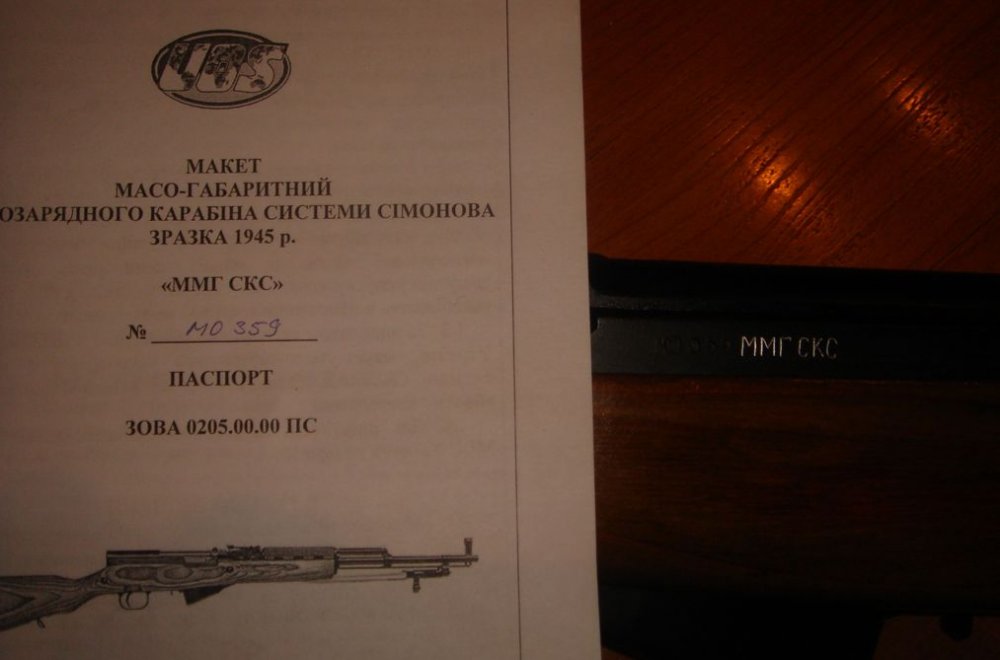 МАКЕТ
МАСО-ГАБАРИТНИЙ
КАРАБІНА СИСТЕМИ СІМОНОВА
ЗРАЗКА 1945 р.
«ММГ СКС»
№ МО 359
ПАСПОРТ
ЗОВА 0205.00.00 ПС
ММГ СКС